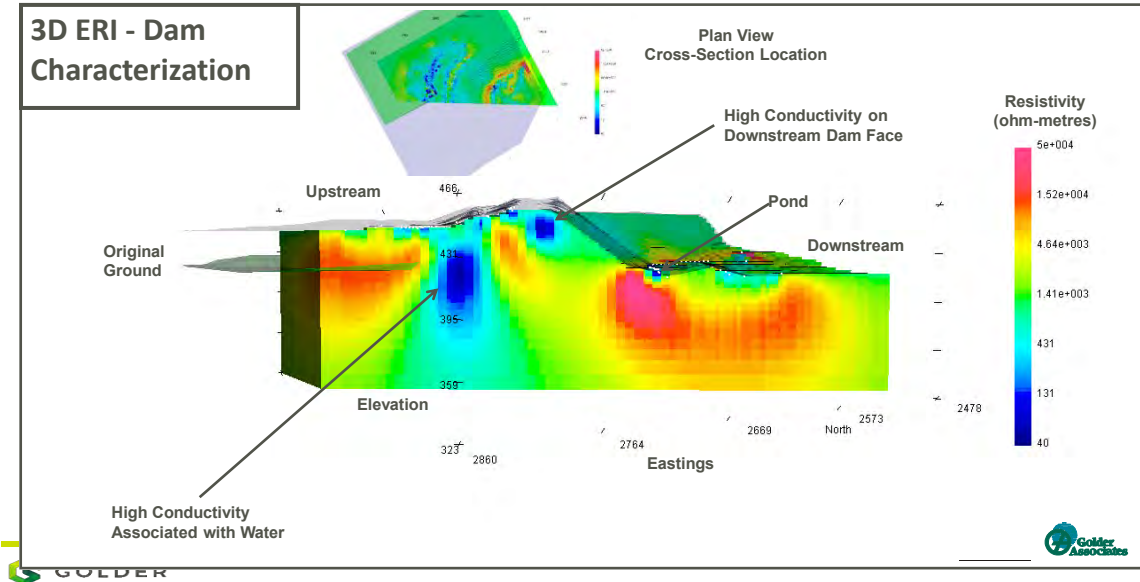 3D ERI - Dam
Characterization
Plan View
Cross-Section Location
High Conductivity on
Downstream Dam Face
Resistivity
(ohm-metres)
5e+004
1.52e+004
4.64e+003
1.41e+003
431
131
40
Upstream
466
Pond
Original
Ground
431
Downstream
395
359
Elevation
323
2860
2764
2669
North
2573
2478
Eastings
High Conductivity
Associated with Water
Golder
Associates
GOLDER